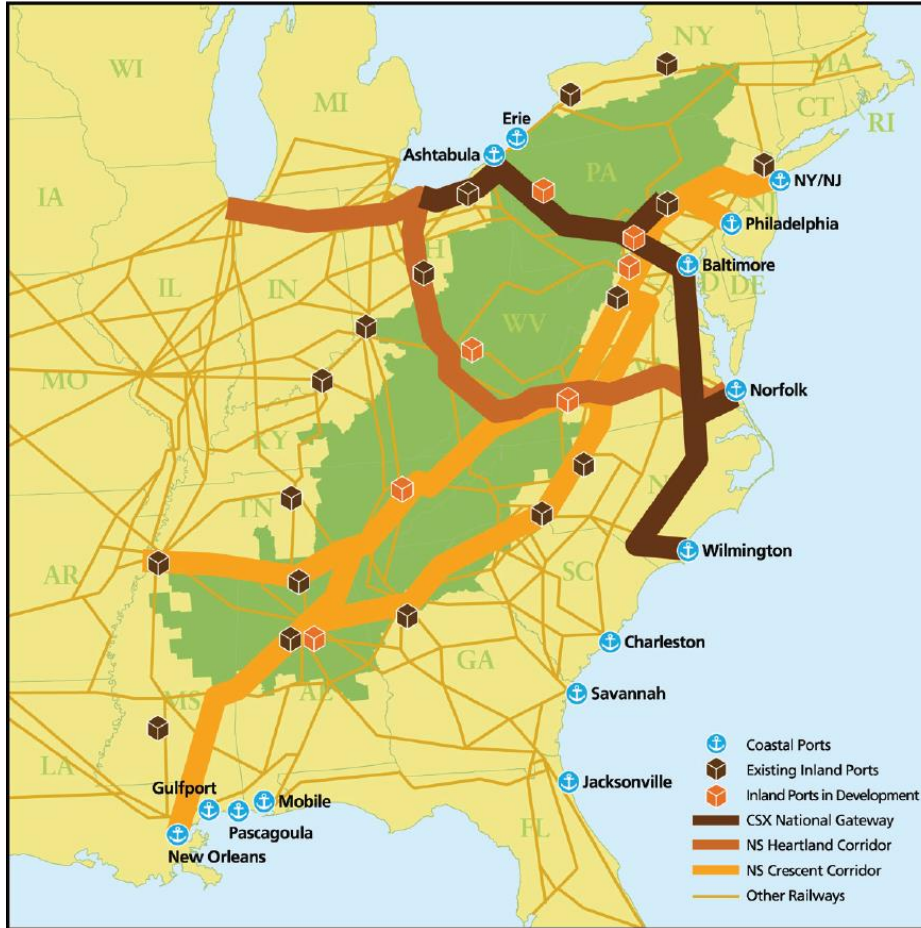 NY
WI
MA
MI
CT
RI
Erie
Ashtabula
PA
NY/NJ
IA
NJ
Philadelphia
Baltimore
H
IL
IN
D
DE
WV
MO
VA
Norfolk
KY
TN
N
Wilmington
AR
SC
Charleston
GA
Savannah
MS
AL
LA
Gulfport
Mobile
Pascagoula
New Orleans
Jacksonville
FL
Coastal Ports
Existing Inland Ports
Inland Ports in Development
CSX National Gateway
NS Heartland Corridor
NS Crescent Corridor
Other Railways